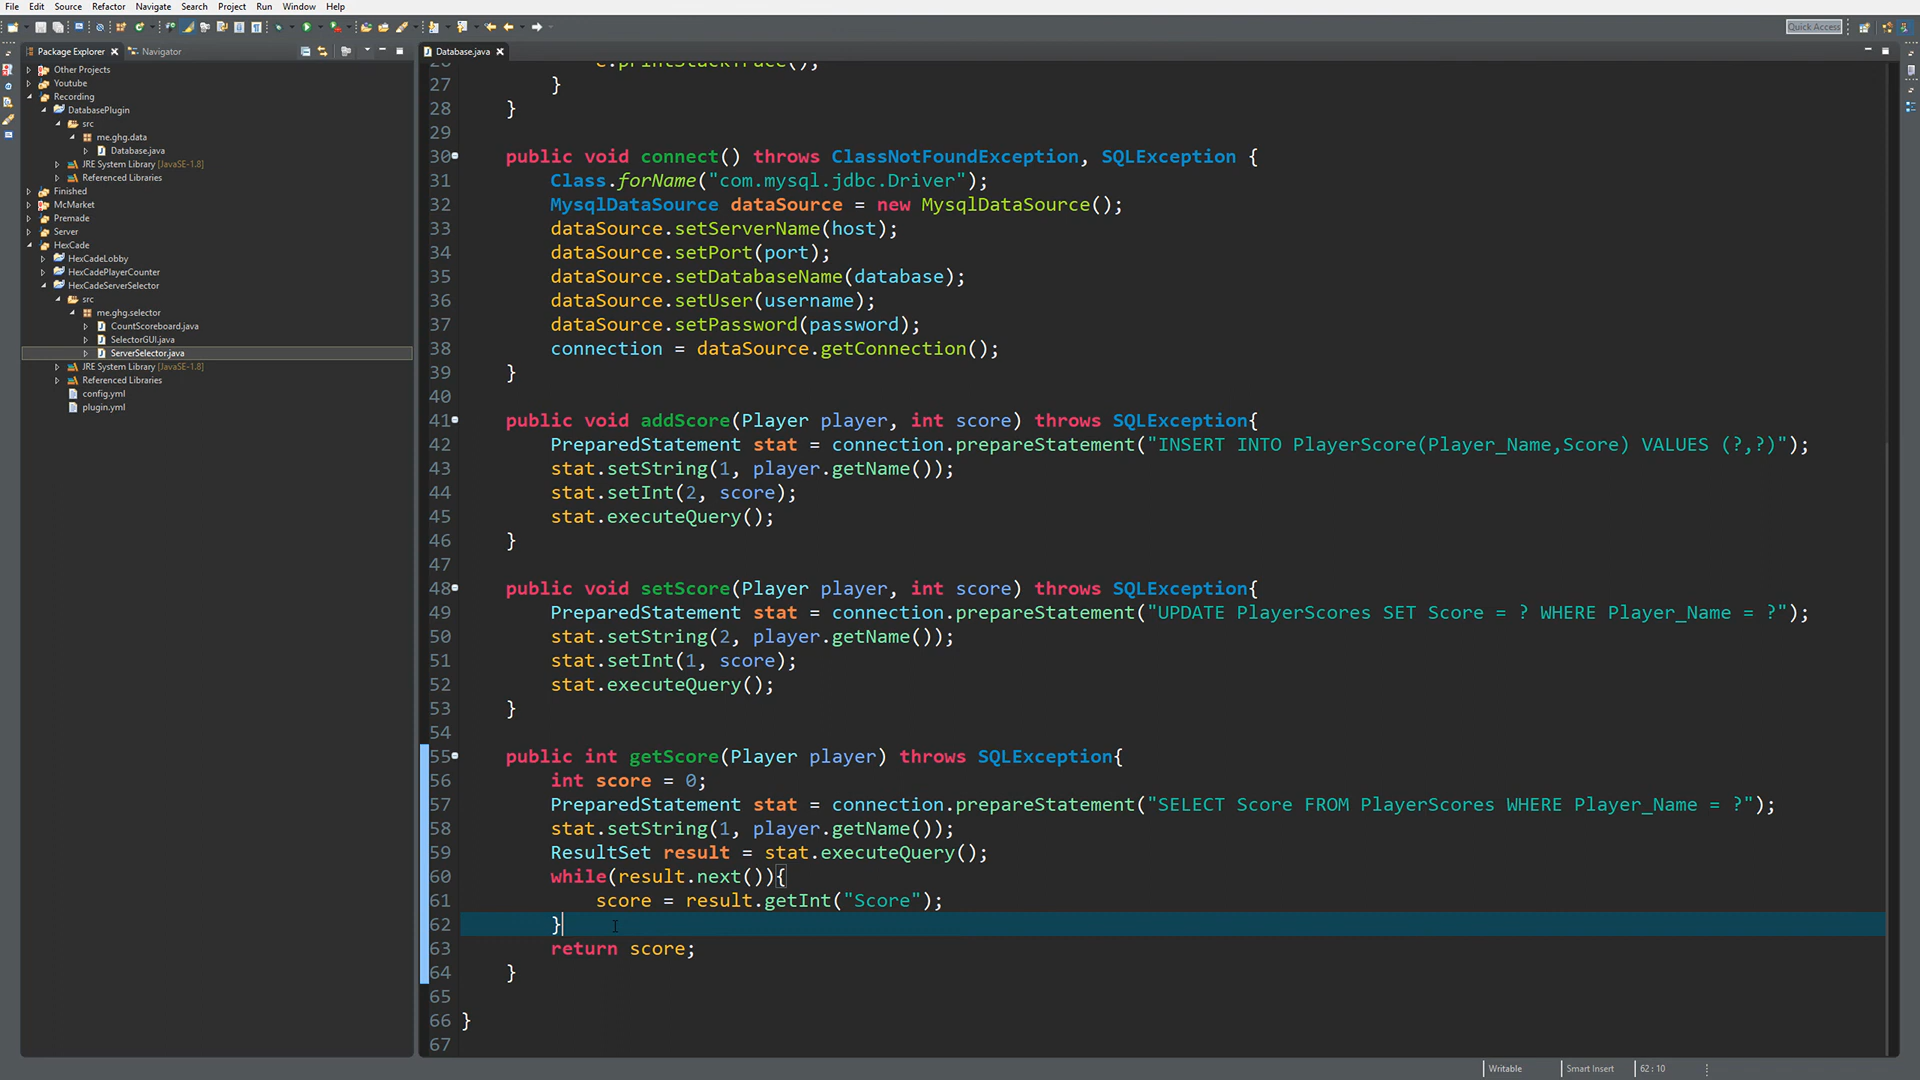 File Edit Source Refactor Navigate Search Project Run Window Help
Quick Access
Package Explorer Navigator
Database.java
Other Projects
Youtube
Recording
DatabasePlugin
src
me.ghg.data
Database.java
JRE System Library [JavaSE-1.8]
Referenced Libraries
Finished
McMarket
Premade
Server
HexCade
HexCadeLobby
HexCadePlayerCounter
HexCadeServerSelector
src
me.ghg.selector
CountScoreboard.java
SelectorGUI.java
ServerSelector.java
JRE System Library [JavaSE-1.8]
Referenced Libraries
config.yml
plugin.yml
26 e.printStackTrace();
27 }
28 }
29
30 public void connect() throws ClassNotFoundException, SQLException {
31 Class.forName("com.mysql.jdbc.Driver");
32 MysqlDataSource dataSource = new MysqlDataSource();
33 dataSource.setServerName(host);
34 dataSource.setPort(port);
35 dataSource.setDatabaseName(database);
36 dataSource.setUser(username);
37 dataSource.setPassword(password);
38 connection = dataSource.getConnection();
39 }
40
41 public void addScore(Player player, int score) throws SQLException{
42 PreparedStatement stat = connection.prepareStatement("INSERT INTO PlayerScore(Player_Name,Score) VALUES (?,?)");
43 stat.setString(1, player.getName());
44 stat.setInt(2, score);
45 stat.executeQuery();
46 }
47
48 public void setScore(Player player, int score) throws SQLException{
49 PreparedStatement stat = connection.prepareStatement("UPDATE PlayerScores SET Score = ? WHERE Player_Name = ?");
50 stat.setString(2, player.getName());
51 stat.setInt(1, score);
52 stat.executeQuery();
53 }
54
55 public int getScore(Player player) throws SQLException{
56 int score = 0;
57 PreparedStatement stat = connection.prepareStatement("SELECT Score FROM PlayerScores WHERE Player_Name = ?");
58 stat.setString(1, player.getName());
59 ResultSet result = stat.executeQuery();
60 while(result.next()){
61 score = result.getInt("Score");
62 }
63 return score;
64 }
65
66 }
67
Writable Smart Insert 62 : 10